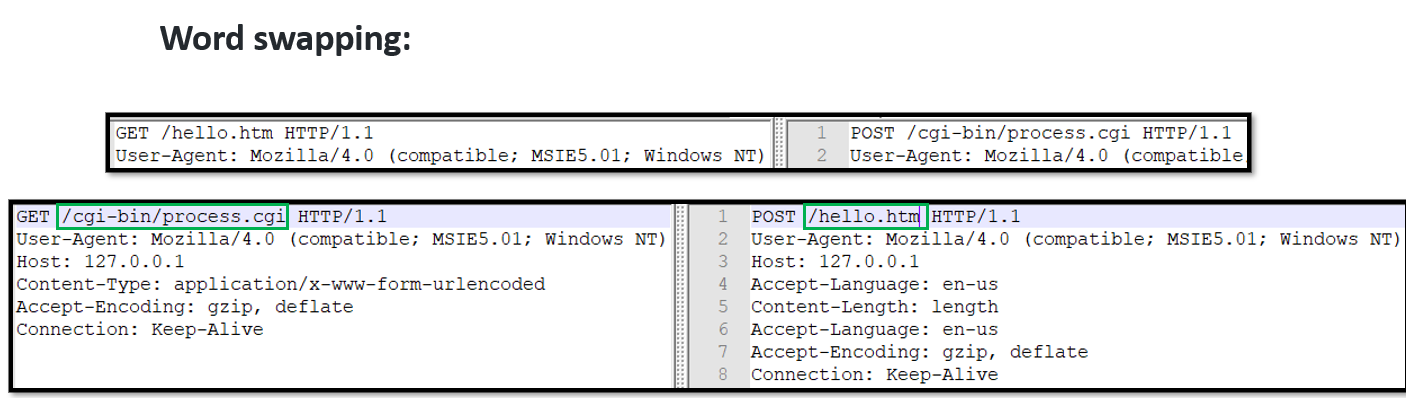 Word swapping:
GET /hello.htm HTTP/1.1
User-Agent: Mozilla/4.0 (compatible; MSIE5.01; Windows NT)
1 POST /cgi-bin/process.cgi HTTP/1.1
2 User-Agent: Mozilla/4.0 (compatible
GET /cgi-bin/process.cgi HTTP/1.1
User-Agent: Mozilla/4.0 (compatible; MSIE5.01; Windows NT)
Host: 127.0.0.1
Content-Type: application/x-www-form-urlencoded
Accept-Encoding: gzip, deflate
Connection: Keep-Alive
1 POST /hello.htm HTTP/1.1
2 User-Agent: Mozilla/4.0 (compatible; MSIE5.01; Windows NT)
3 Host: 127.0.0.1
4 Accept-Language: en-us
5 Content-Length: length
6 Accept-Language: en-us
7 Accept-Encoding: gzip, deflate
8 Connection: Keep-Alive